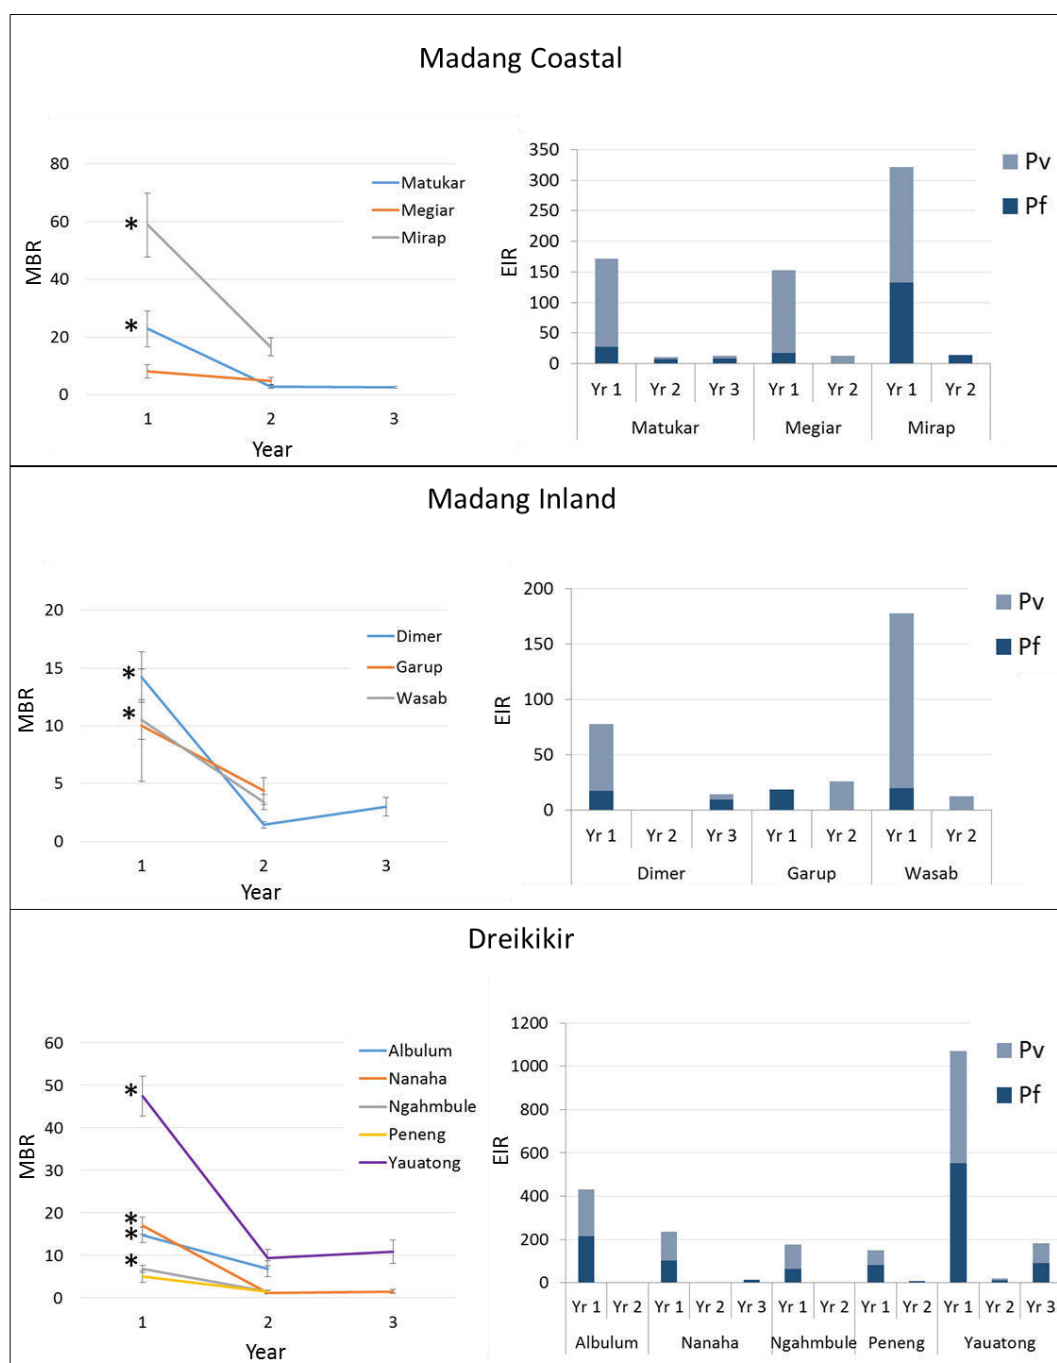 Madang Coastal
MBR
80
60
40
20
0
*
*
1
2
3
Year
Matukar
Megiar
Mirap
EIR
350
300
250
200
150
100
50
0
Pv
Pf
Yr 1
Yr 2
Yr 3
Yr 1
Yr 2
Yr 1
Yr 2
Matukar
Megiar
Mirap
Madang Inland
MBR
20
15
10
5
0
*
*
1
2
3
Year
Dimer
Garup
Wasab
EIR
200
150
100
50
0
Pv
Pf
Yr 1
Yr 2
Yr 3
Yr 1
Yr 2
Yr 1
Yr 2
Dimer
Garup
Wasab
Dreikikir
MBR
60
50
40
30
20
10
0
*
*
*
*
1
2
3
Year
Albulum
Nanaha
Ngahmbule
Peneng
Yauatong
EIR
1200
1000
800
600
400
200
0
Pv
Pf
Yr 1
Yr 2
Yr 1
Yr 2
Yr 3
Yr 1
Yr 2
Yr 1
Yr 2
Yr 1
Yr 2
Yr 3
Albulum
Nanaha
Ngahmbule
Peneng
Yauatong